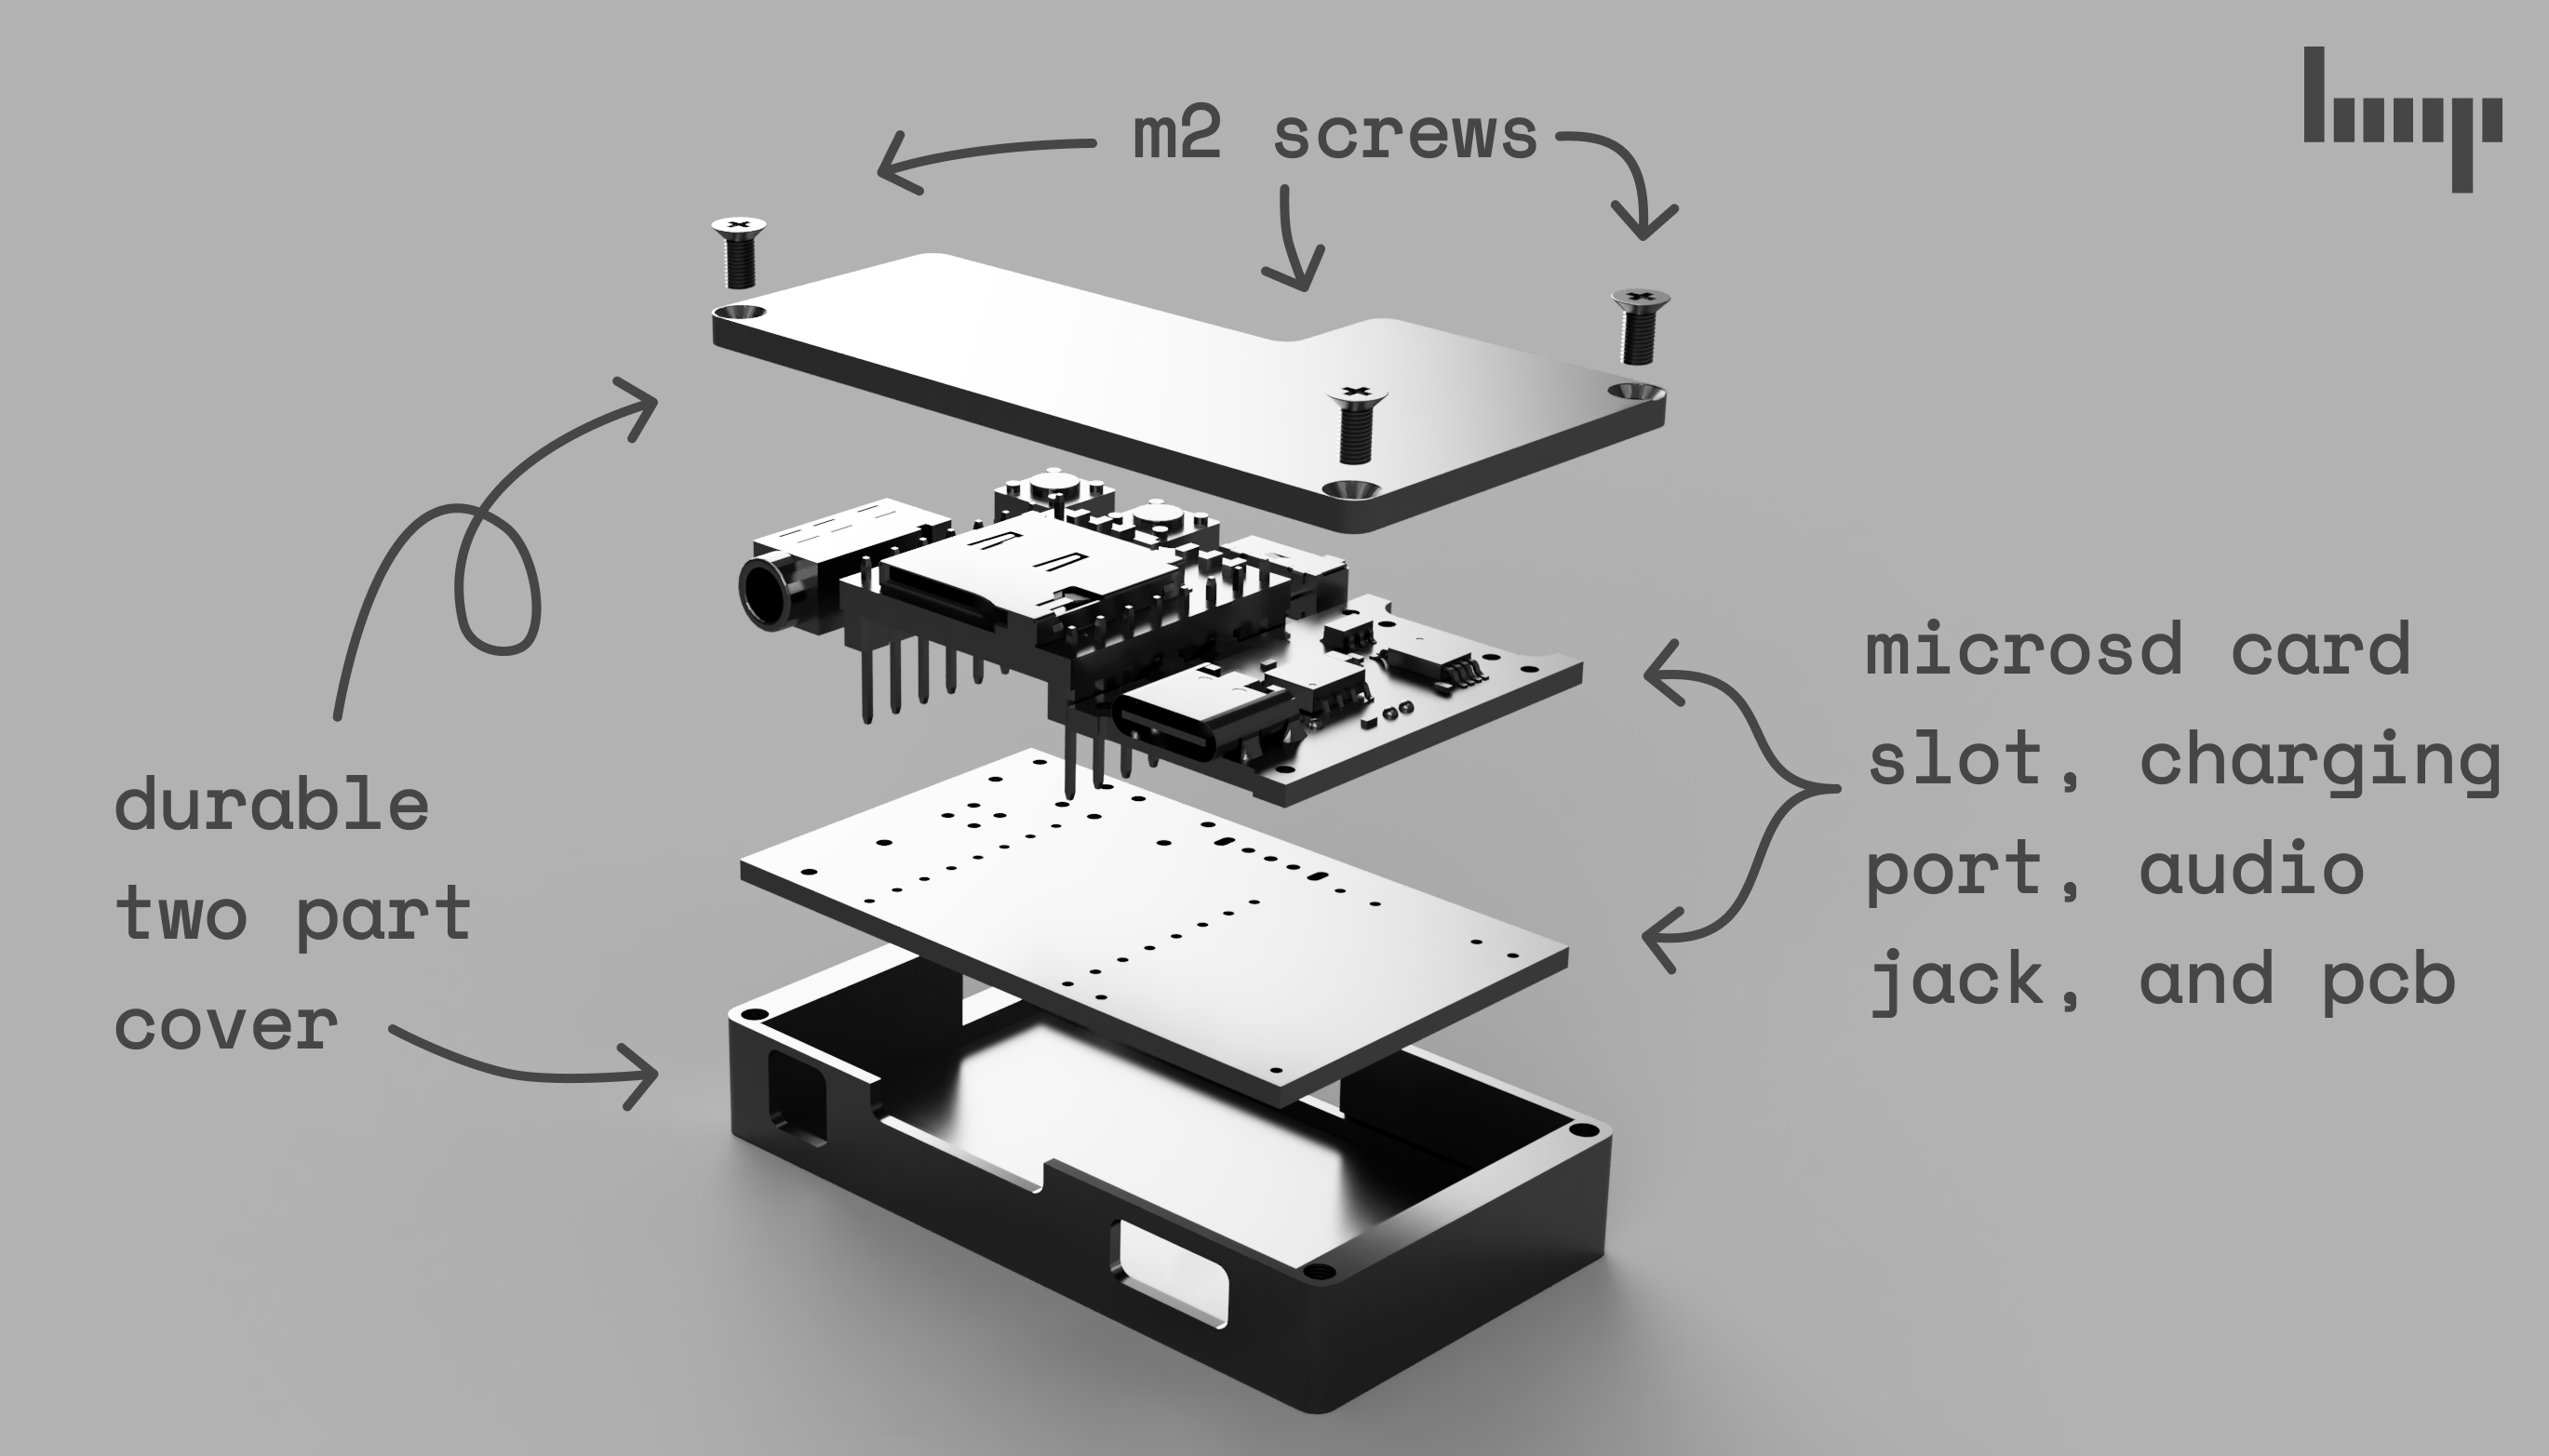 m2 screws
durable
two part
cover
microsd card
slot, charging
port, audio
jack, and pcb